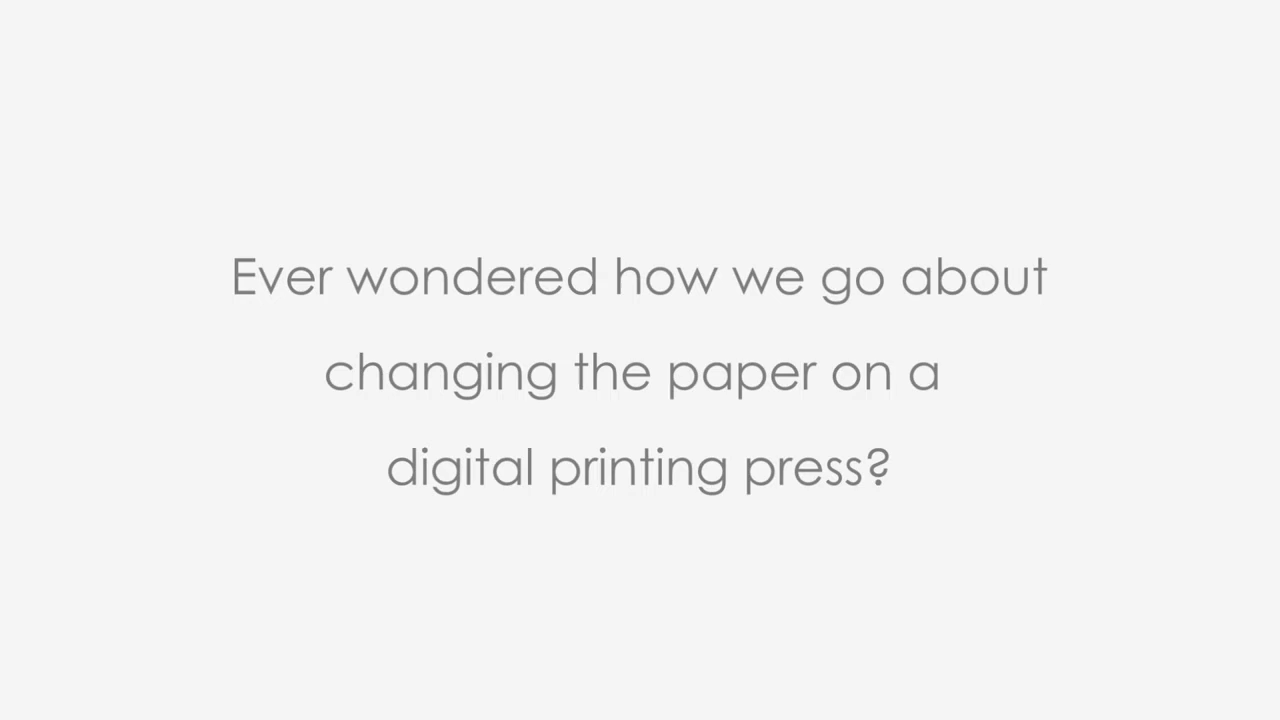 Ever wondered how we go about
changing the paper on a
digital printing press?